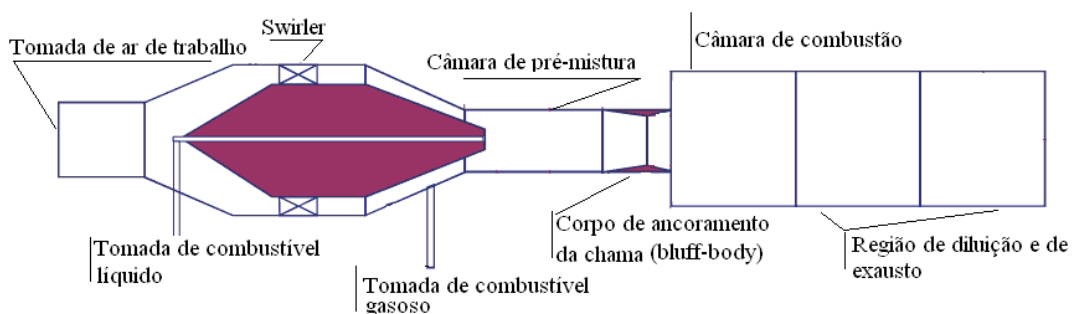 Swirler
Tomada de ar de trabalho
Câmara de combustão
Câmara de pré-mistura
Corpo de ancoramento
da chama (bluff-body)
Tomada de combustível
líquido
Região de diluição e de
exausto
Tomada de combustível
gasoso